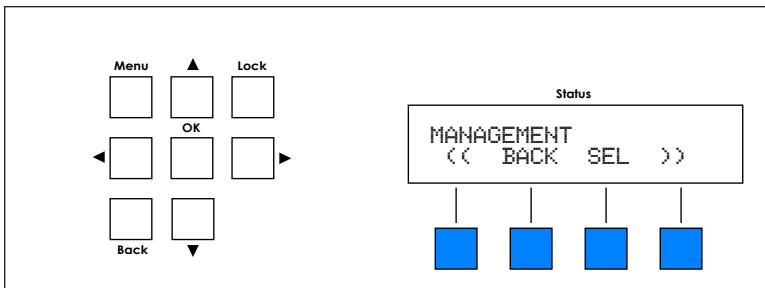 Menu
Lock
OK
Back
Status
MANAGEMENT
<< BACK SEL >>